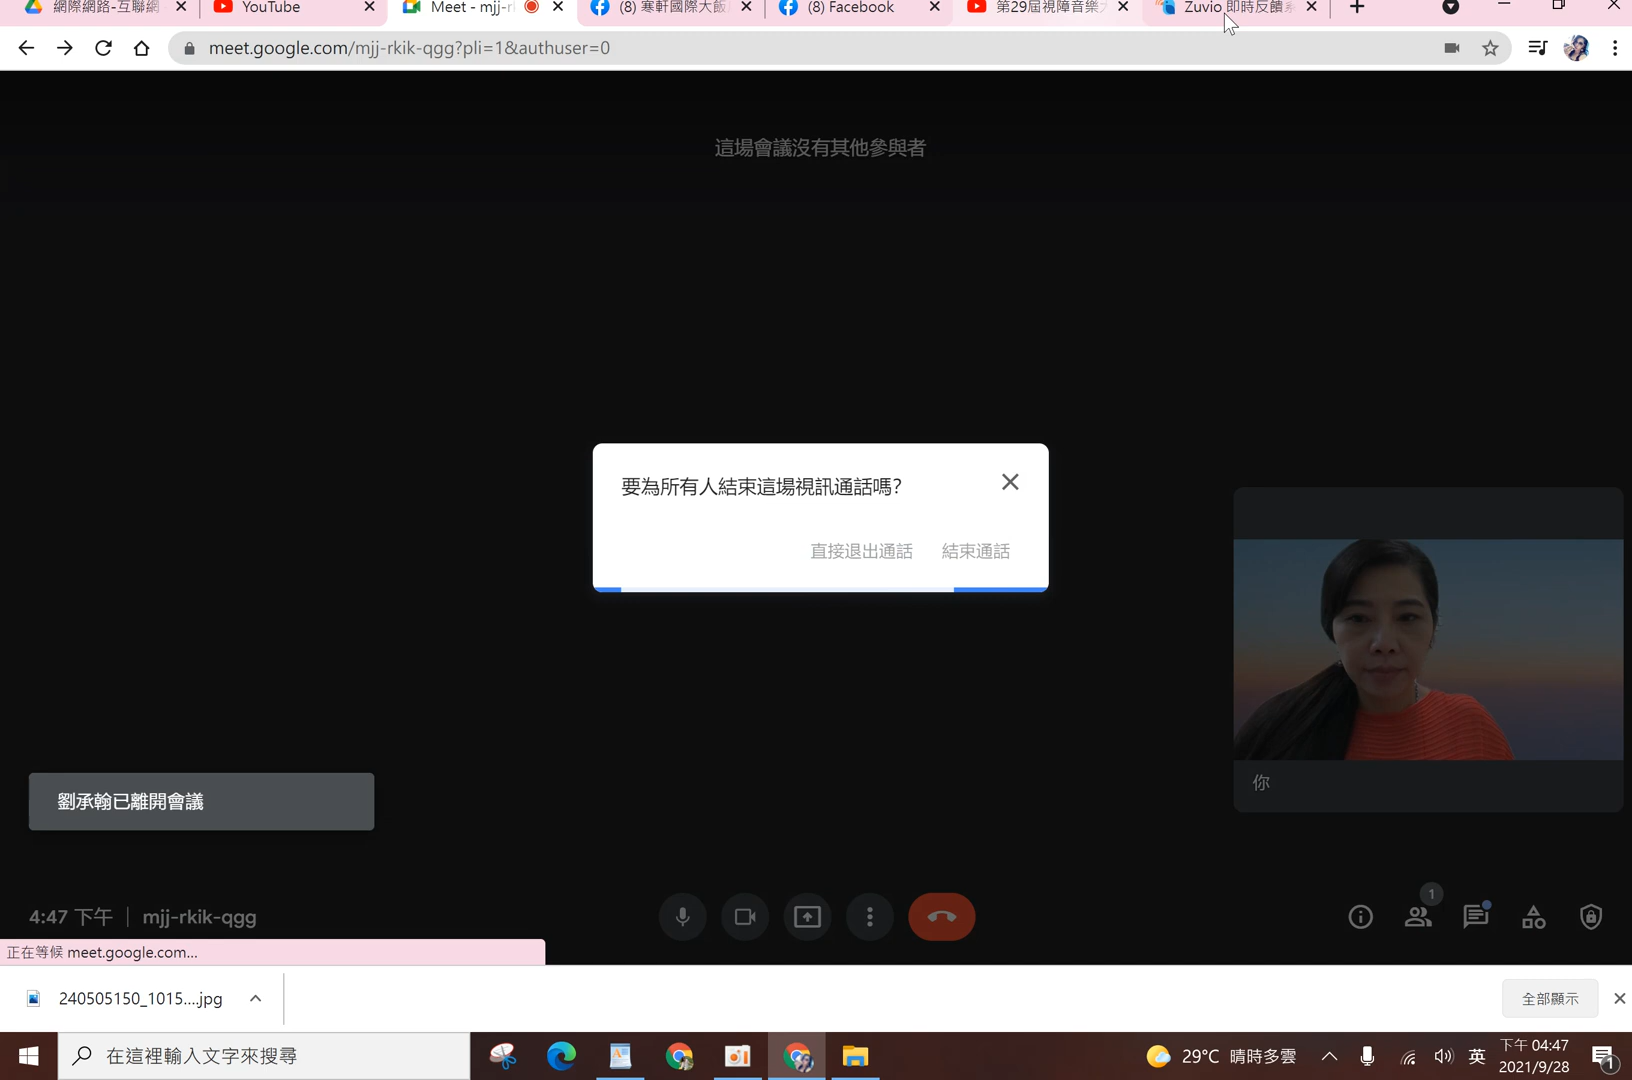 網際網路-互聯網
YouTube
Meet - mjj-r
(8) 寒軒國際大飯
(8) Facebook
第29屆視障音樂
Zuvio 即時反饋
meet.google.com/mjj-rkik-qgg?pli=1&authuser=0
這場會議沒有其他參與者
要為所有人結束這場視訊通話嗎?
直接退出通話
結束通話
你
劉承翰已離開會議
4:47 下午 | mjj-rkik-qgg
1
正在等候 meet.google.com...
240505150_1015....jpg
全部顯示
在這裡輸入文字來搜尋
29°C 晴時多雲
英
下午 04:47
2021/9/28
1